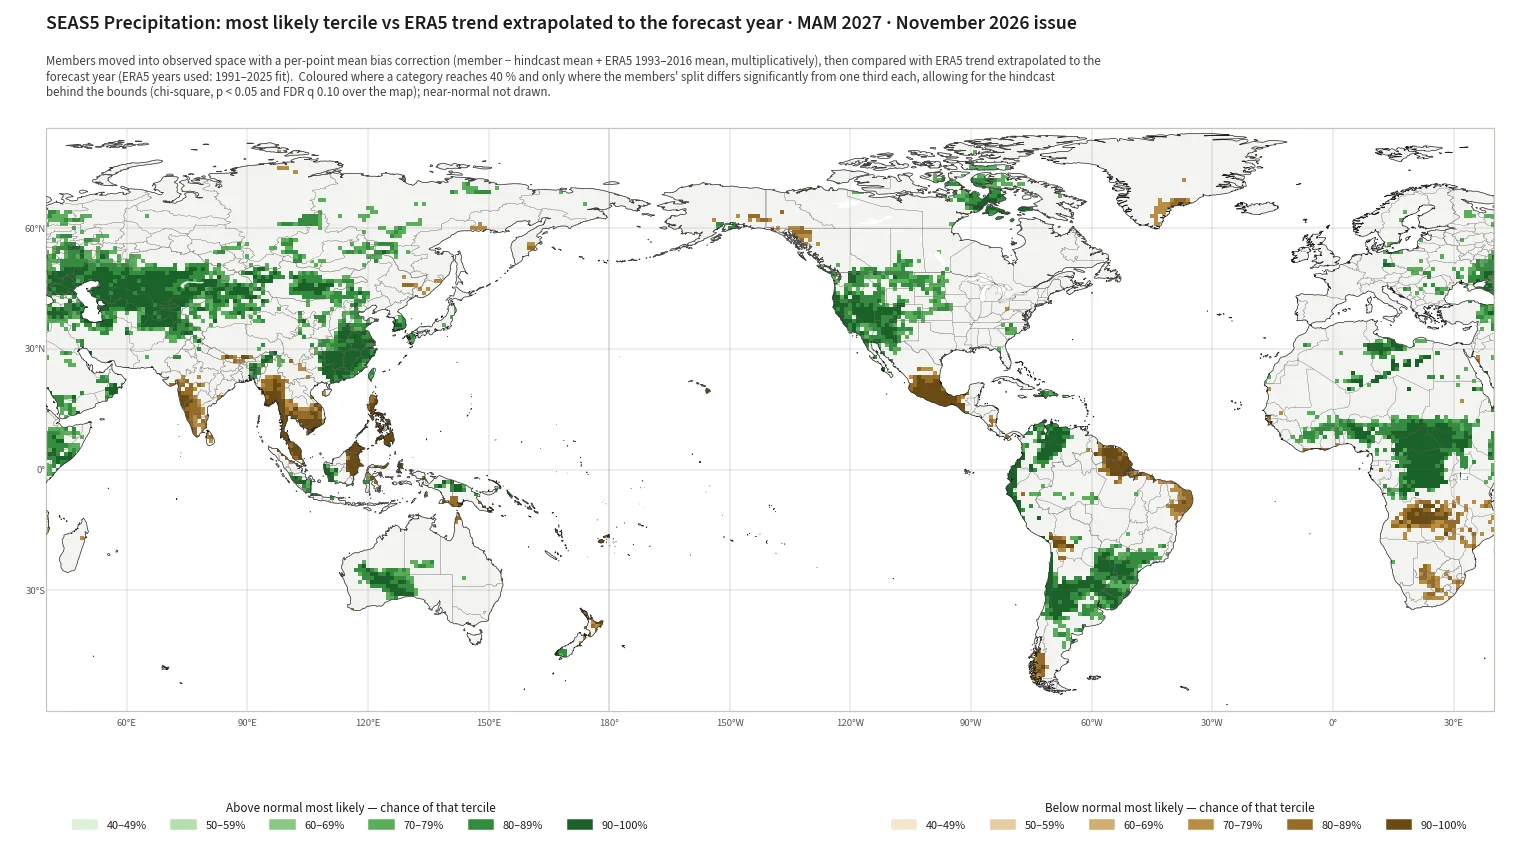 SEAS5 Precipitation: most likely tercile vs ERA5 trend extrapolated to the forecast year · MAM 2027 · November 2026 issue
Members moved into observed space with a per-point mean bias correction (member − hindcast mean + ERA5 1993–2016 mean, multiplicatively), then compared with ERA5 trend extrapolated to the
forecast year (ERA5 years used: 1991–2025 fit).  Coloured where a category reaches 40 % and only where the members' split differs significantly from one third each, allowing for the hindcast
behind the bounds (chi-square, p < 0.05 and FDR q 0.10 over the map); near-normal not drawn.
60°N
30°N
0°
30°S
60°E 90°E 120°E 150°E 180° 150°W 120°W 90°W 60°W 30°W 0° 30°E
Above normal most likely — chance of that tercile
40–49% 50–59% 60–69% 70–79% 80–89% 90–100%
Below normal most likely — chance of that tercile
40–49% 50–59% 60–69% 70–79% 80–89% 90–100%